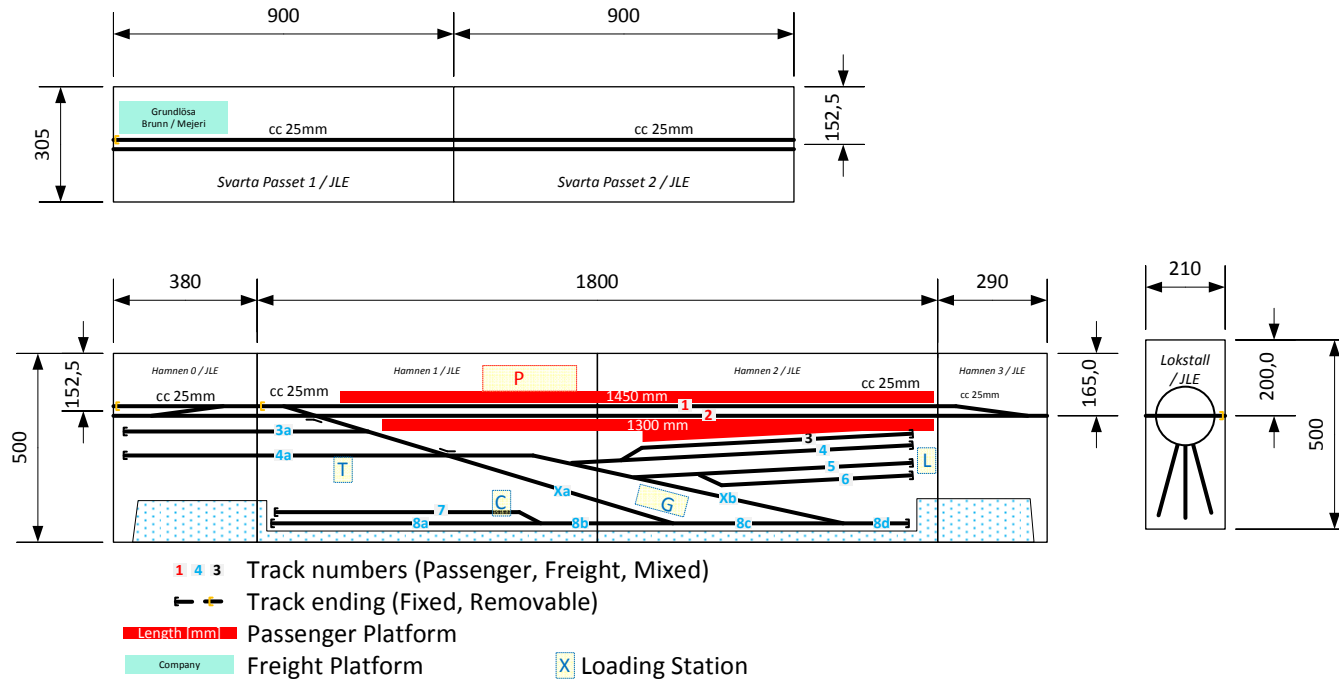 900
900
305
152,5
Grundlösa
Brunn / Mejeri
cc 25mm
cc 25mm
Svarta Passet 1 / JLE
Svarta Passet 2 / JLE
380
1800
290
210
500
152,5
165,0
200,0
500
Hamnen 0 / JLE
Hamnen 1 / JLE
Hamnen 2 / JLE
Hamnen 3 / JLE
Lokstall
/ JLE
P
cc 25mm
cc 25mm
cc 25mm
cc 25mm
1450 mm
1
2
1300 mm
3a
3
4a
4
T
5
L
6
Xa
Xb
C
G
7
8a
8b
8c
8d
1 4 3 Track numbers (Passenger, Freight, Mixed)
Track ending (Fixed, Removable)
Length [mm] Passenger Platform
Company Freight Platform
X Loading Station